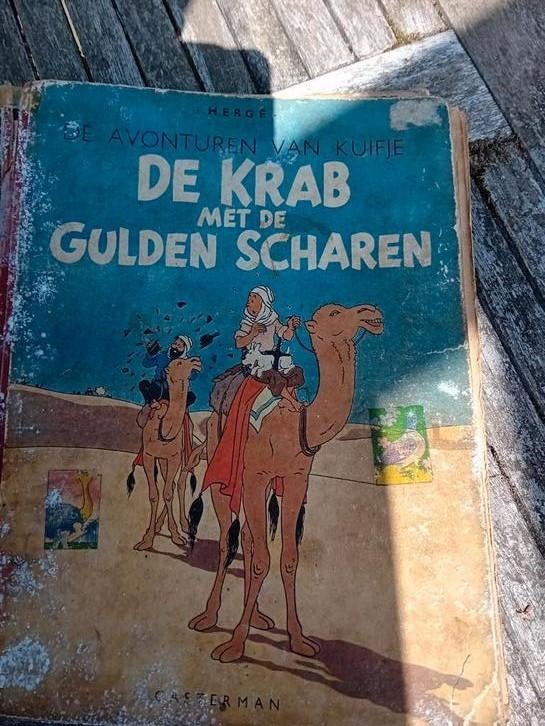 HERGÉ
DE AVONTUREN VAN KUIFJE
DE KRAB
MET DE
GULDEN SCHAREN
CASTERMAN